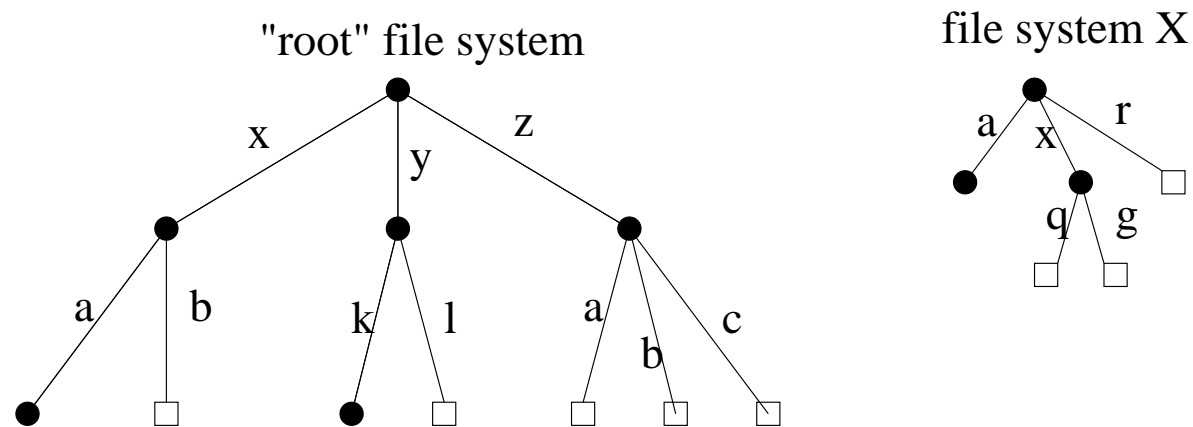 "root" file system
file system X
x
y
z
a
x
r
q
g
a
b
k
l
a
b
c